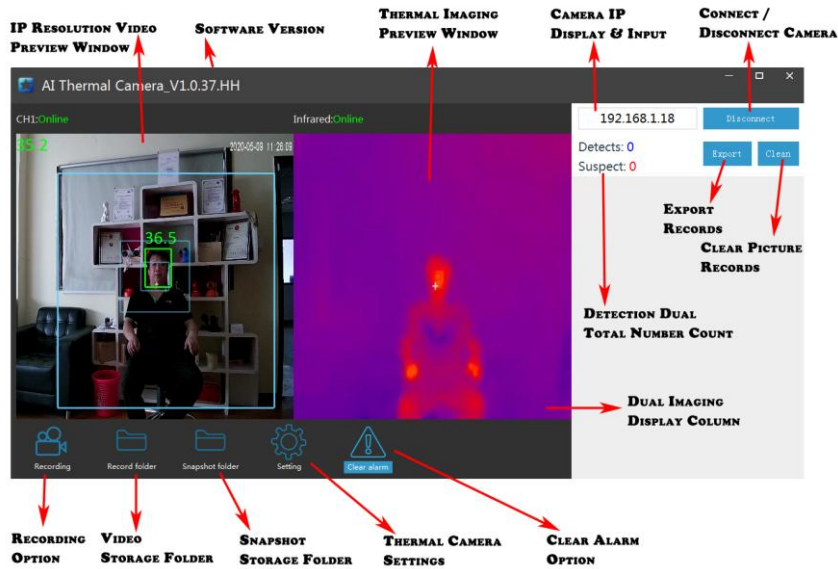 IP Resolution Video
Preview Window
Software Version
Thermal Imaging
Preview Window
Camera IP
Display & Input
Connect /
Disconnect Camera
AI Thermal Camera_V1.0.37.HH
CH1:Online
Infrared:Online
192.168.1.18
Disconnect
35.2
2020-05-09 11:26:09
Detects: 0
Suspect: 0
Export
Clean
36.5
Export
Records
Clear Picture
Records
Detection Dual
Total Number Count
Dual Imaging
Display Column
Recording
Record folder
Snapshot folder
Setting
Clear alarm
Recording
Option
Video
Storage Folder
Snapshot
Storage Folder
Thermal Camera
Settings
Clear Alarm
Option